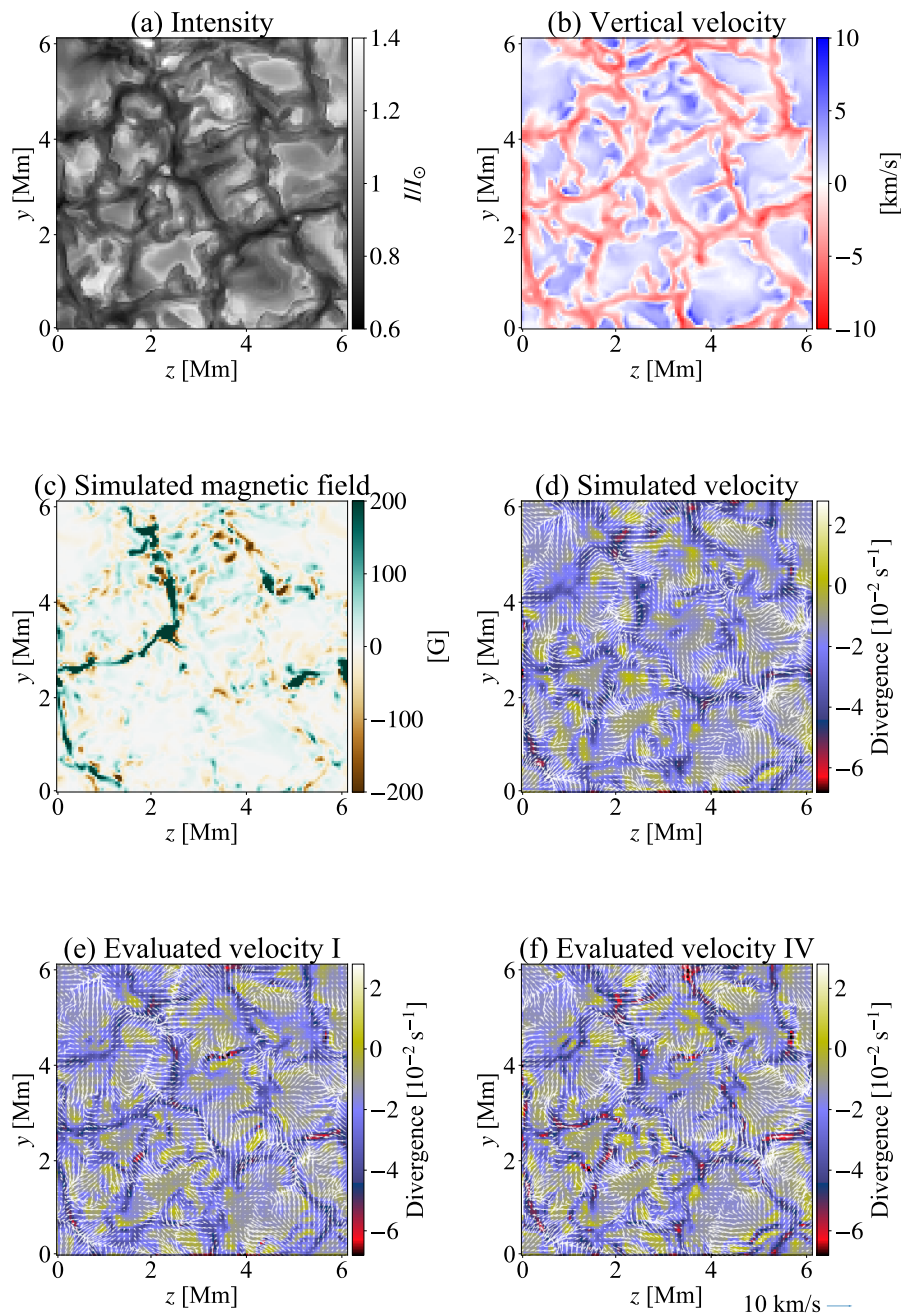 (a) Intensity
(b) Vertical velocity
6
4
2
0
y [Mm]
0 2 4 6
z [Mm]
1.4
1.2
1
0.8
0.6
I/I⊙
6
4
2
0
y [Mm]
0 2 4 6
z [Mm]
10
5
0
−5
−10
[km/s]
(c) Simulated magnetic field
(d) Simulated velocity
6
4
2
0
y [Mm]
0 2 4 6
z [Mm]
200
100
0
−100
−200
[G]
6
4
2
0
y [Mm]
0 2 4 6
z [Mm]
2
0
−2
−4
−6
Divergence [10⁻² s⁻¹]
(e) Evaluated velocity I
(f) Evaluated velocity IV
6
4
2
0
y [Mm]
0 2 4 6
z [Mm]
2
0
−2
−4
−6
Divergence [10⁻² s⁻¹]
6
4
2
0
y [Mm]
0 2 4 6
z [Mm]
2
0
−2
−4
−6
Divergence [10⁻² s⁻¹]
10 km/s